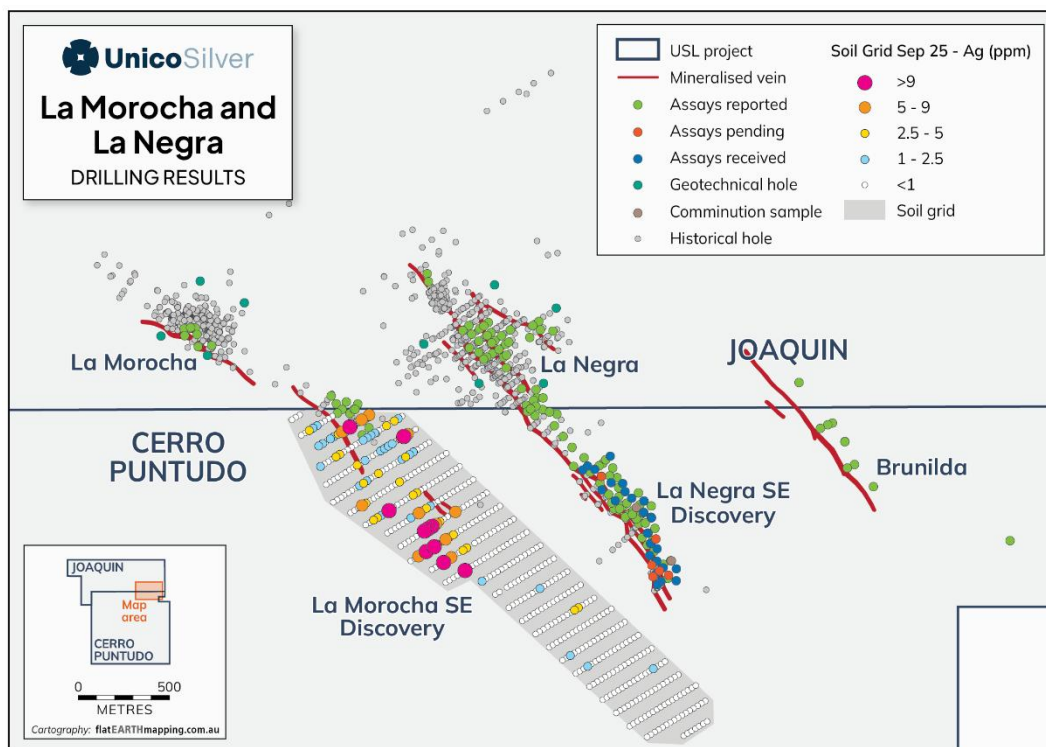 UnicoSilver
La Morocha and
La Negra
DRILLING RESULTS
USL project
Mineralised vein
Assays reported
Assays pending
Assays received
Geotechnical hole
Comminution sample
Historical hole
Soil Grid Sep 25 - Ag (ppm)
>9
5 - 9
2.5 - 5
1 - 2.5
<1
Soil grid
La Morocha
La Negra
JOAQUIN
CERRO
PUNTUDO
Brunilda
La Negra SE
Discovery
La Morocha SE
Discovery
JOAQUIN
Map
area
CERRO
PUNTUDO
0 500
METRES
Cartography: flatEARTHmapping.com.au